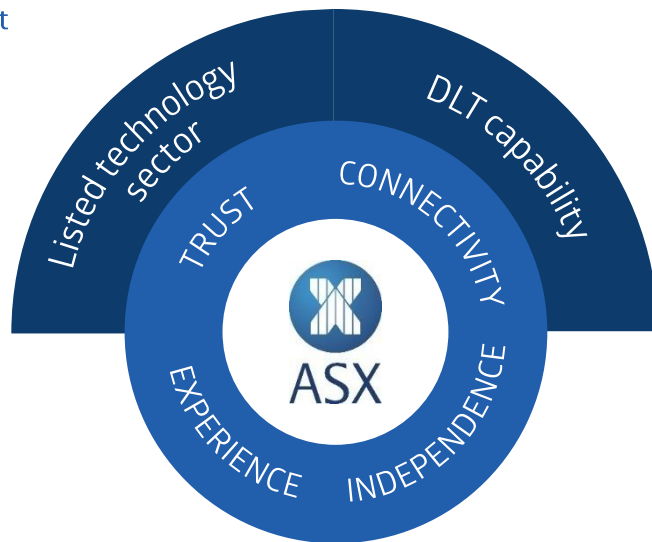 t
Listed technology
sector
DLT capability
TRUST
CONNECTIVITY
EXPERIENCE
INDEPENDENCE
ASX